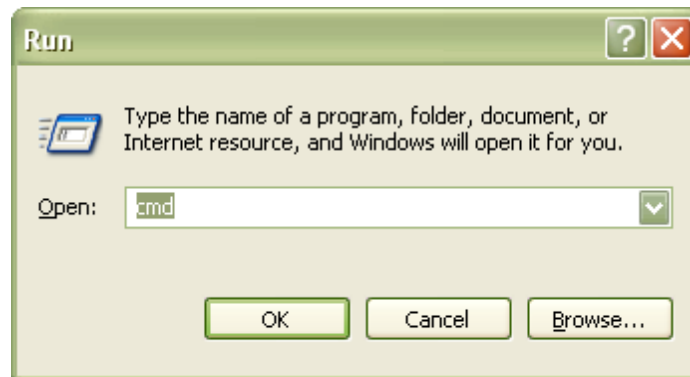 Run
Type the name of a program, folder, document, or
Internet resource, and Windows will open it for you.
Open: cmd
OK Cancel Browse...